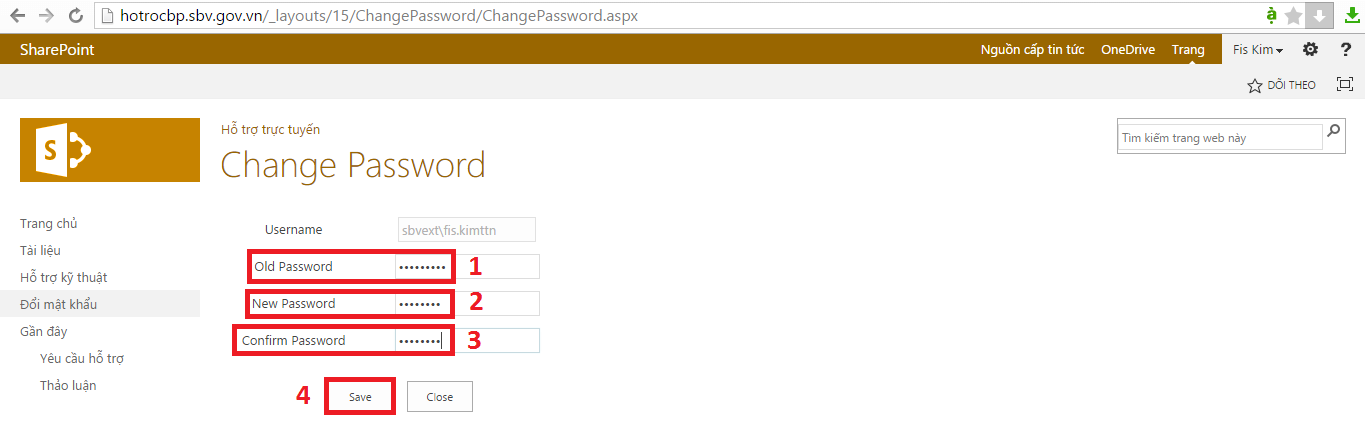 hotrocbp.sbv.gov.vn/_layouts/15/ChangePassword/ChangePassword.aspx
SharePoint
Nguồn cấp tin tức OneDrive Trang Fis Kim ?
DÕI THEO
S
Hỗ trợ trực tuyến
Change Password
Tìm kiếm trang web này
Trang chủ
Tài liệu
Hỗ trợ kỹ thuật
Đổi mật khẩu
Gần đây
Yêu cầu hỗ trợ
Thảo luận
Username sbvext\fis.kimttn
Old Password ••••••••• 1
New Password •••••••• 2
Confirm Password •••••••• 3
4 Save Close